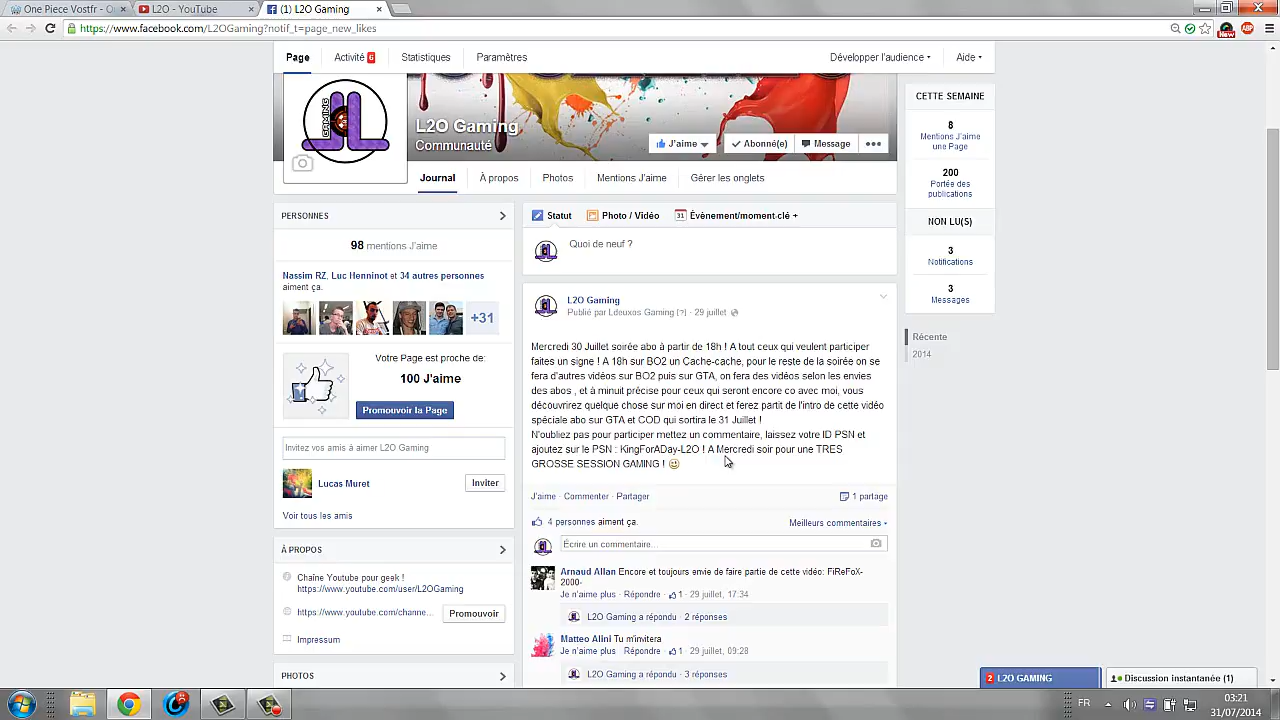 One Piece Vostfr - O
L2O - YouTube
(1) L2O Gaming
https://www.facebook.com/L2OGaming?notif_t=page_new_likes
Page
Activité 6
Statistiques
Paramètres
Développer l'audience
Aide
GAMING
L2O Gaming
Communauté
J'aime
Abonné(e)
Message
Journal
À propos
Photos
Mentions J'aime
Gérer les onglets
PERSONNES
98 mentions J'aime
Nassim RZ, Luc Henninot et 34 autres personnes
aiment ça.
+31
Votre Page est proche de:
100 J'aime
Promouvoir la Page
Invitez vos amis à aimer L2O Gaming
Lucas Muret
Inviter
Voir tous les amis
À PROPOS
Chaîne Youtube pour geek !
https://www.youtube.com/user/L2OGaming
https://www.youtube.com/channe...
Promouvoir
Impressum
PHOTOS
Statut
Photo / Vidéo
31 Évènement/moment-clé +
Quoi de neuf ?
L2O Gaming
Publié par Ldeuxos Gaming [?] · 29 juillet
Mercredi 30 Juillet soirée abo à partir de 18h ! A tout ceux qui veulent participer
faites un signe ! A 18h sur BO2 un Cache-cache, pour le reste de la soirée on se
fera d'autres vidéos sur BO2 puis sur GTA, on fera des vidéos selon les envies
des abos , et à minuit précise pour ceux qui seront encore co avec moi, vous
découvrirez quelque chose sur moi en direct et ferez partit de l'intro de cette vidéo
spéciale abo sur GTA et COD qui sortira le 31 Juillet !
N'oubliez pas pour participer mettez un commentaire, laissez votre ID PSN et
ajoutez sur le PSN : KingForADay-L2O ! A Mercredi soir pour une TRES
GROSSE SESSION GAMING !
J'aime · Commenter · Partager
1 partage
4 personnes aiment ça.
Meilleurs commentaires
Écrire un commentaire...
Arnaud Allan Encore et toujours envie de faire partie de cette vidéo: FiReFoX-
2000-
Je n'aime plus · Répondre · 1 · 29 juillet, 17:34
L2O Gaming a répondu · 2 réponses
Matteo Alini Tu m'invitera
Je n'aime plus · Répondre · 1 · 29 juillet, 09:28
L2O Gaming a répondu · 3 réponses
CETTE SEMAINE
8
Mentions J'aime
une Page
200
Portée des
publications
NON LU(S)
3
Notifications
3
Messages
Récente
2014
2 L2O GAMING
Discussion instantanée (1)
New
ABP
FR
03:21
31/07/2014